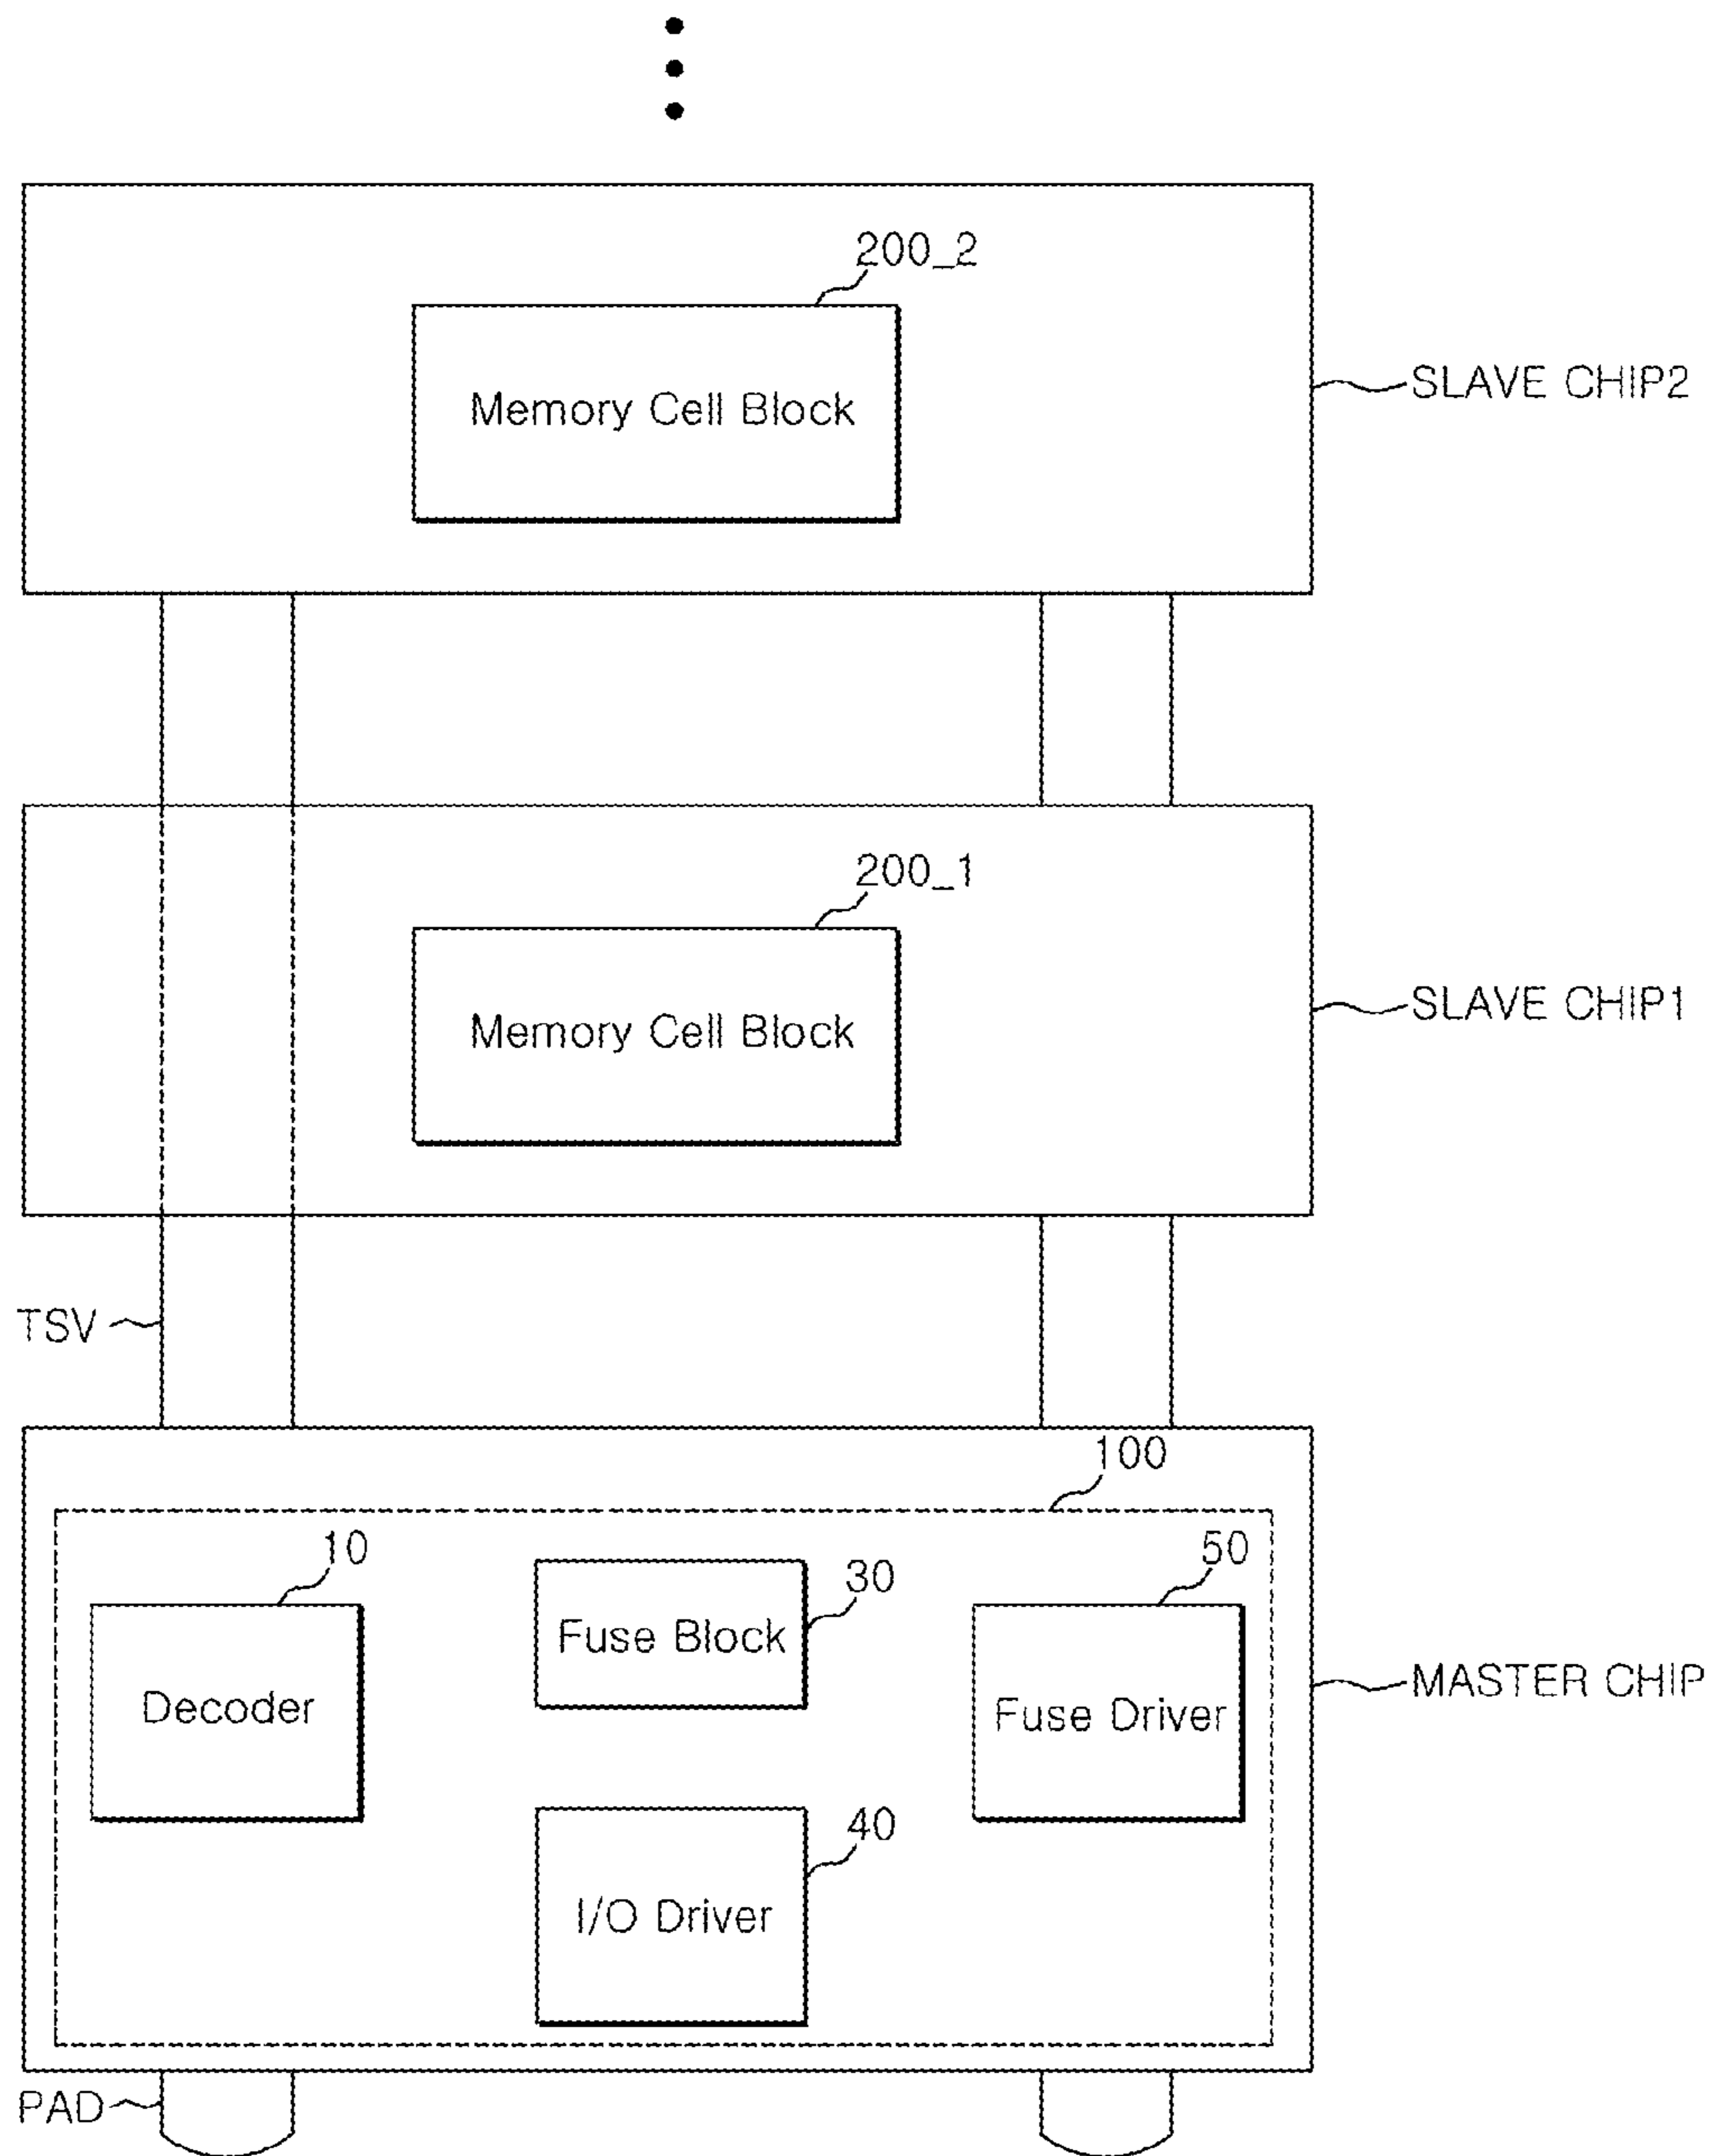 200_2
Memory Cell Block
SLAVE CHIP2
200_1
Memory Cell Block
SLAVE CHIP1
TSV
100
10
30
50
Fuse Block
Decoder
Fuse Driver
MASTER CHIP
40
I/O Driver
PAD